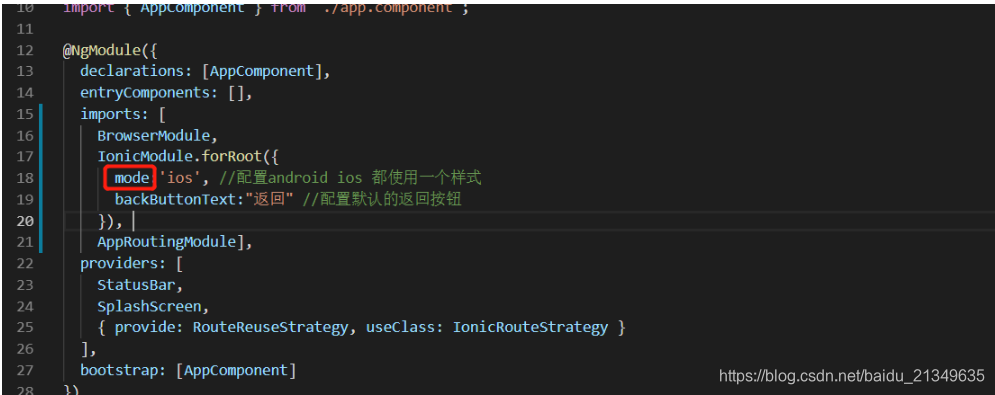 10 import { AppComponent } from './app.component';
11
12 @NgModule({
13 declarations: [AppComponent],
14 entryComponents: [],
15 imports: [
16 BrowserModule,
17 IonicModule.forRoot({
18 mode:'ios', //配置android ios 都使用一个样式
19 backButtonText:"返回" //配置默认的返回按钮
20 }),
21 AppRoutingModule],
22 providers: [
23 StatusBar,
24 SplashScreen,
25 { provide: RouteReuseStrategy, useClass: IonicRouteStrategy }
26 ],
27 bootstrap: [AppComponent]
28 })
https://blog.csdn.net/baidu_21349635